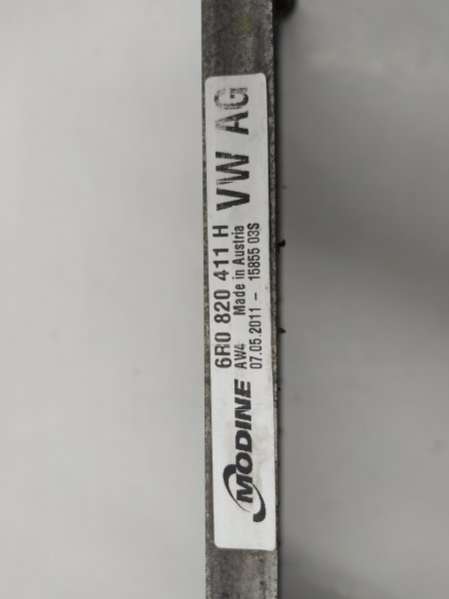 MODINE
6R0 820 411 H
AW4 Made in Austria
07.05.2011 - 15855 03S
VW AG